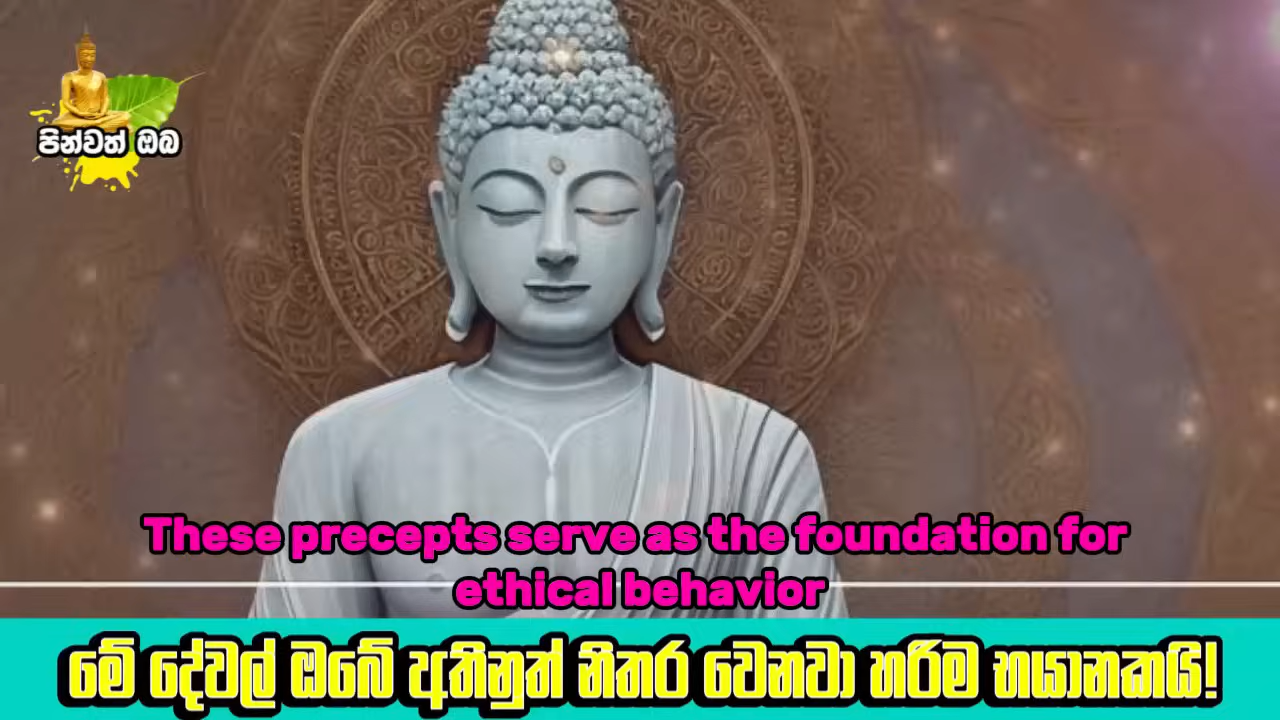 පින්වත් ඔබ
These precepts serve as the foundation for
ethical behavior
මේ දේවල් ඔබේ අතිනුත් නිතර වෙනවා හරිම භයානකයි!